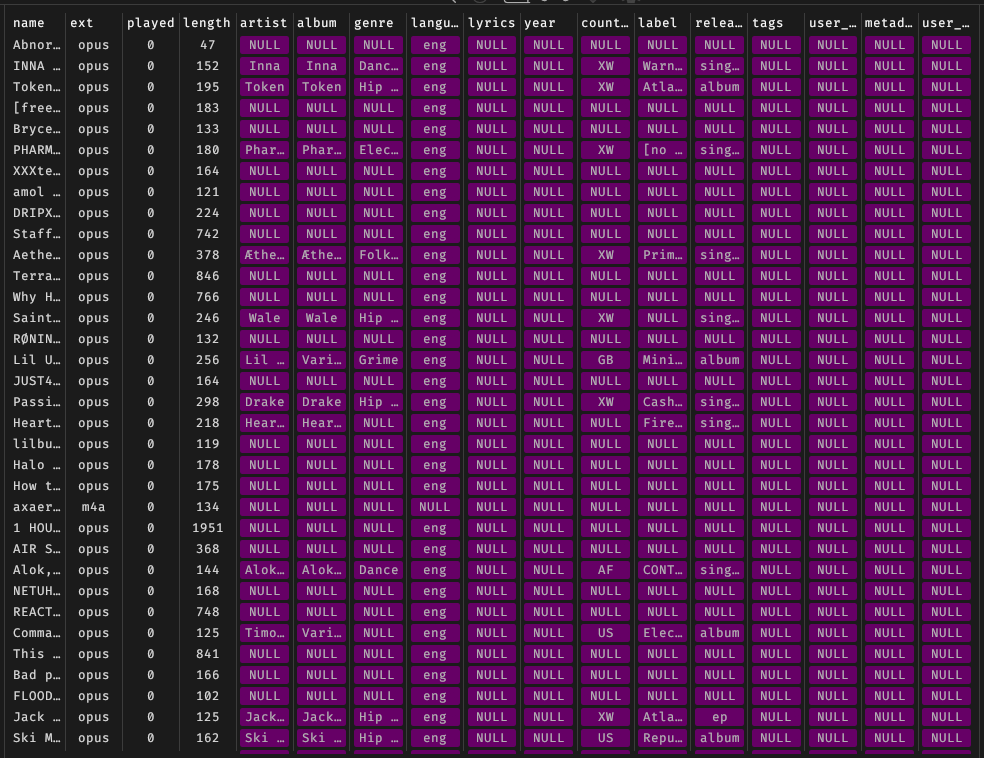 name ext played length artist album genre langu… lyrics year count… label relea… tags user_… metad… user_…
Abnor… opus 0 47 NULL NULL NULL eng NULL NULL NULL NULL NULL NULL NULL NULL NULL
INNA … opus 0 152 Inna Inna Danc… eng NULL NULL XW Warn… sing… NULL NULL NULL NULL
Token… opus 0 195 Token Token Hip … eng NULL NULL XW Atla… album NULL NULL NULL NULL
[free… opus 0 183 NULL NULL NULL eng NULL NULL NULL NULL NULL NULL NULL NULL NULL
Bryce… opus 0 133 NULL NULL NULL eng NULL NULL NULL NULL NULL NULL NULL NULL NULL
PHARM… opus 0 180 Phar… Phar… Elec… eng NULL NULL XW [no … sing… NULL NULL NULL NULL
XXXte… opus 0 164 NULL NULL NULL eng NULL NULL NULL NULL NULL NULL NULL NULL NULL
amol … opus 0 121 NULL NULL NULL eng NULL NULL NULL NULL NULL NULL NULL NULL NULL
DRIPX… opus 0 224 NULL NULL NULL eng NULL NULL NULL NULL NULL NULL NULL NULL NULL
Staff… opus 0 742 NULL NULL NULL eng NULL NULL NULL NULL NULL NULL NULL NULL NULL
Aethe… opus 0 378 Æthe… Æthe… Folk… eng NULL NULL XW Prim… sing… NULL NULL NULL NULL
Terra… opus 0 846 NULL NULL NULL eng NULL NULL NULL NULL NULL NULL NULL NULL NULL
Why H… opus 0 766 NULL NULL NULL eng NULL NULL NULL NULL NULL NULL NULL NULL NULL
Saint… opus 0 246 Wale Wale Hip … eng NULL NULL XW sing… NULL NULL NULL NULL
RØNIN… opus 0 132 NULL NULL NULL eng NULL NULL NULL NULL NULL NULL NULL NULL NULL
Lil U… opus 0 256 Lil … Vari… Grime eng NULL NULL GB Mini… album NULL NULL NULL NULL
JUST4… opus 0 164 NULL NULL NULL eng NULL NULL NULL NULL NULL NULL NULL NULL NULL
Passi… opus 0 298 Drake Drake Hip … eng NULL NULL XW Cash… sing… NULL NULL NULL NULL
Heart… opus 0 218 Hear… Hear… NULL eng NULL NULL NULL Fire… sing… NULL NULL NULL NULL
lilbu… opus 0 119 NULL NULL NULL eng NULL NULL NULL NULL NULL NULL NULL NULL NULL
Halo … opus 0 178 NULL NULL NULL eng NULL NULL NULL NULL NULL NULL NULL NULL NULL
How t… opus 0 175 NULL NULL NULL eng NULL NULL NULL NULL NULL NULL NULL NULL NULL
axaer… m4a 0 134 NULL NULL NULL NULL NULL NULL NULL NULL NULL NULL NULL NULL NULL
1 HOU… opus 0 1951 NULL NULL NULL eng NULL NULL NULL NULL NULL NULL NULL NULL NULL
AIR S… opus 0 368 NULL NULL NULL eng NULL NULL NULL NULL NULL NULL NULL NULL NULL
Alok,… opus 0 144 Alok… Alok… Dance eng NULL NULL AF CONT… sing… NULL NULL NULL NULL
NETUH… opus 0 168 NULL NULL NULL eng NULL NULL NULL NULL NULL NULL NULL NULL NULL
REACT… opus 0 748 NULL NULL NULL eng NULL NULL NULL NULL NULL NULL NULL NULL NULL
Comma… opus 0 125 Timo… Vari… NULL eng NULL NULL US Elec… album NULL NULL NULL NULL
This … opus 0 841 NULL NULL NULL eng NULL NULL NULL NULL NULL NULL NULL NULL NULL
Bad p… opus 0 166 NULL NULL NULL eng NULL NULL NULL NULL NULL NULL NULL NULL NULL
FLOOD… opus 0 102 NULL NULL NULL eng NULL NULL NULL NULL NULL NULL NULL NULL NULL
Jack … opus 0 125 Jack… Jack… Hip … eng NULL NULL XW Atla… ep NULL NULL NULL NULL
Ski M… opus 0 162 Ski … Ski … Hip … eng NULL NULL US Repu… album NULL NULL NULL NULL